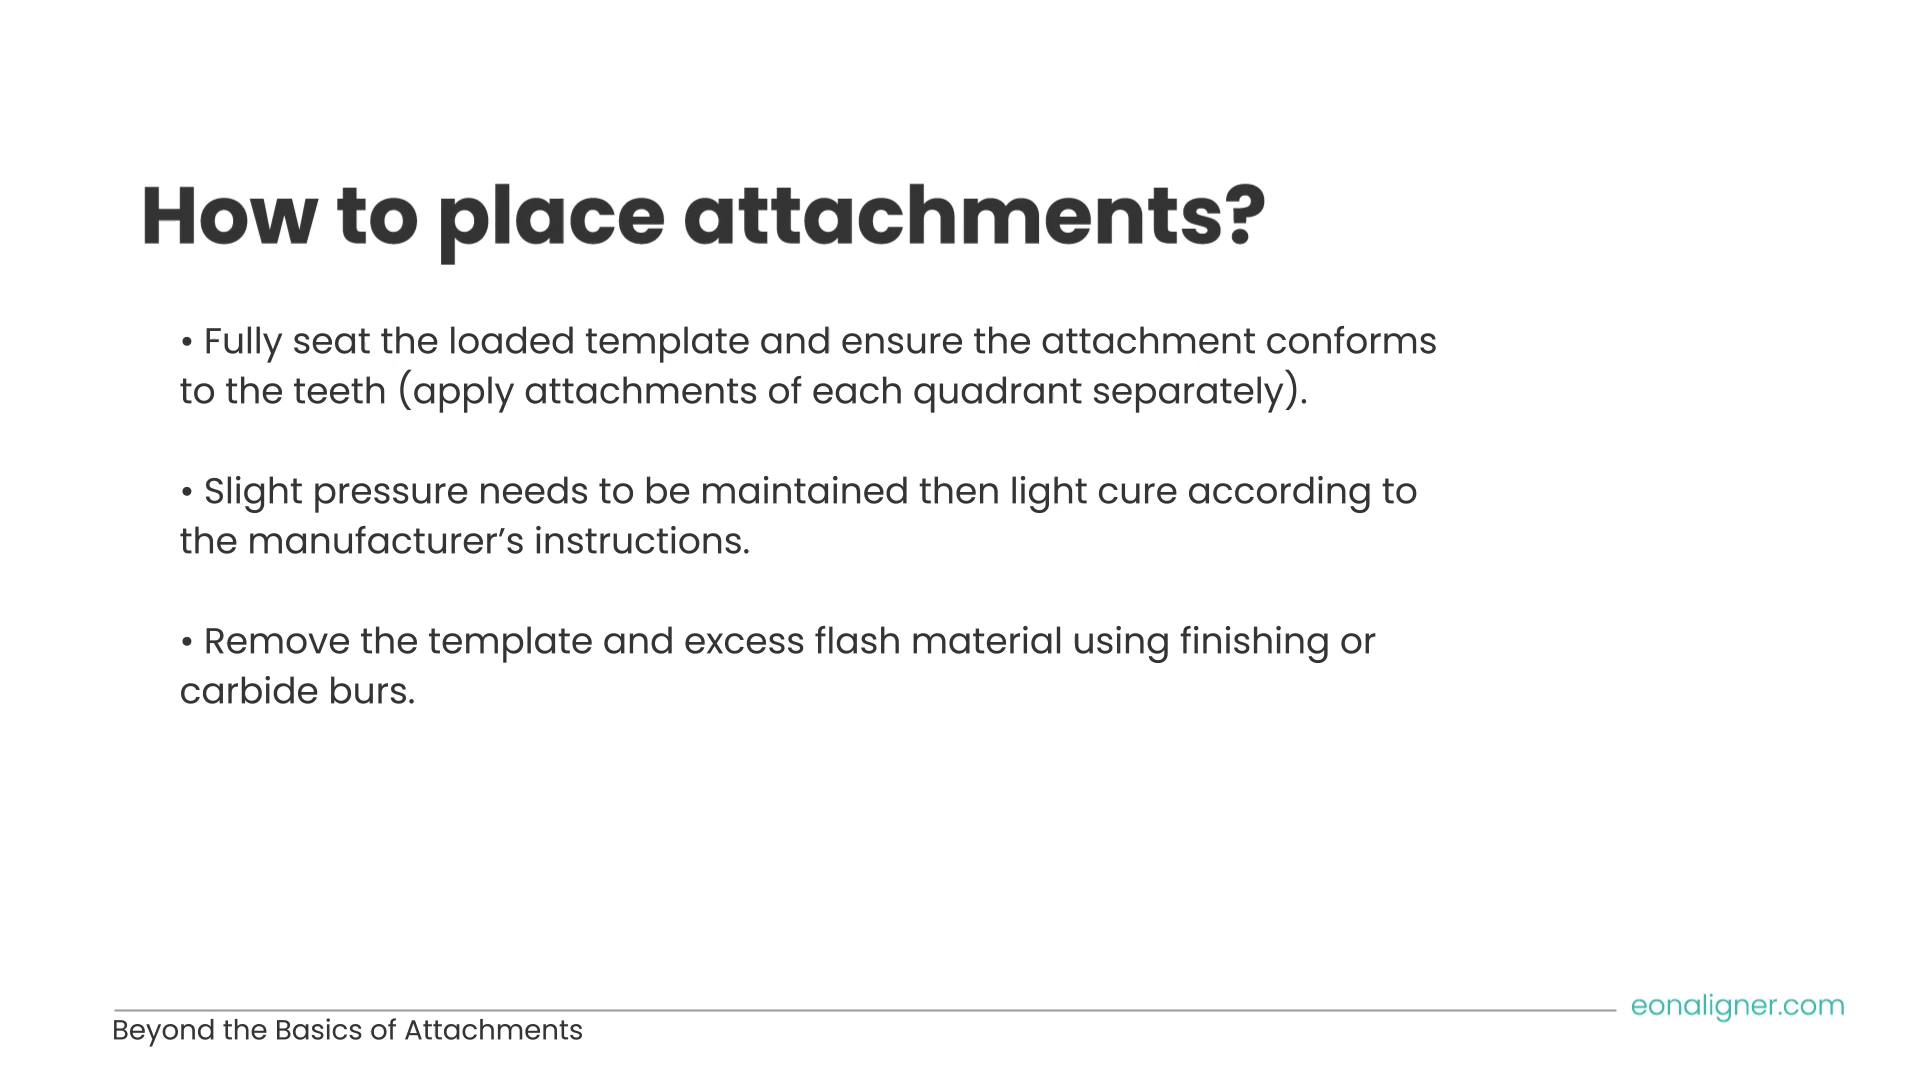 How to place attachments?
• Fully seat the loaded template and ensure the attachment conforms
to the teeth (apply attachments of each quadrant separately).
• Slight pressure needs to be maintained then light cure according to
the manufacturer’s instructions.
• Remove the template and excess flash material using finishing or
carbide burs.
eonaligner.com
Beyond the Basics of Attachments